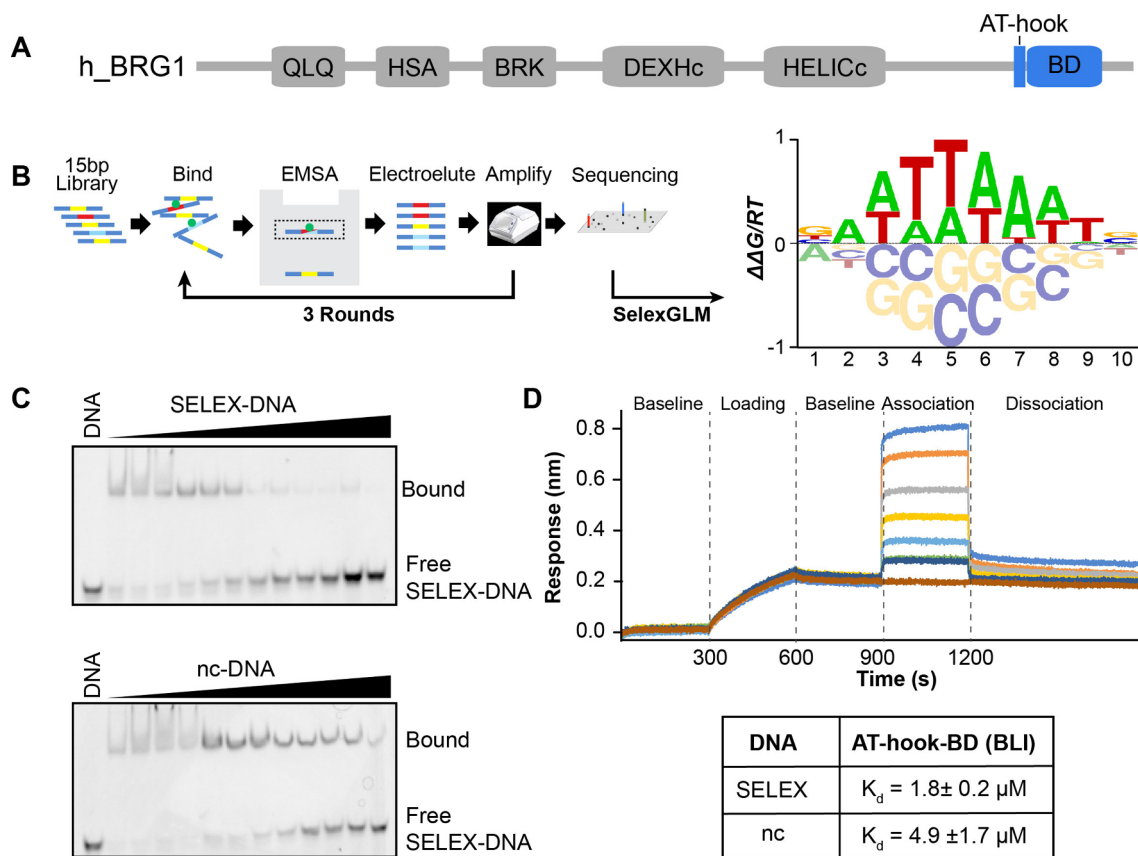 A
h_BRG1
QLQ
HSA
BRK
DEXHc
HELICc
AT-hook
BD
B
15bp
Library
Bind
EMSA
Electroelute
Amplify
Sequencing
3 Rounds
SelexGLM
ΔΔG/RT
1
0
-1
1 2 3 4 5 6 7 8 9 10
C
DNA
SELEX-DNA
Bound
Free
SELEX-DNA
DNA
nc-DNA
Bound
Free
SELEX-DNA
D
Baseline Loading Baseline Association Dissociation
Response (nm)
0.8
0.6
0.4
0.2
0.0
300 600 900 1200
Time (s)
DNA AT-hook-BD (BLI)
SELEX K_d = 1.8± 0.2 µM
nc K_d = 4.9 ±1.7 µM